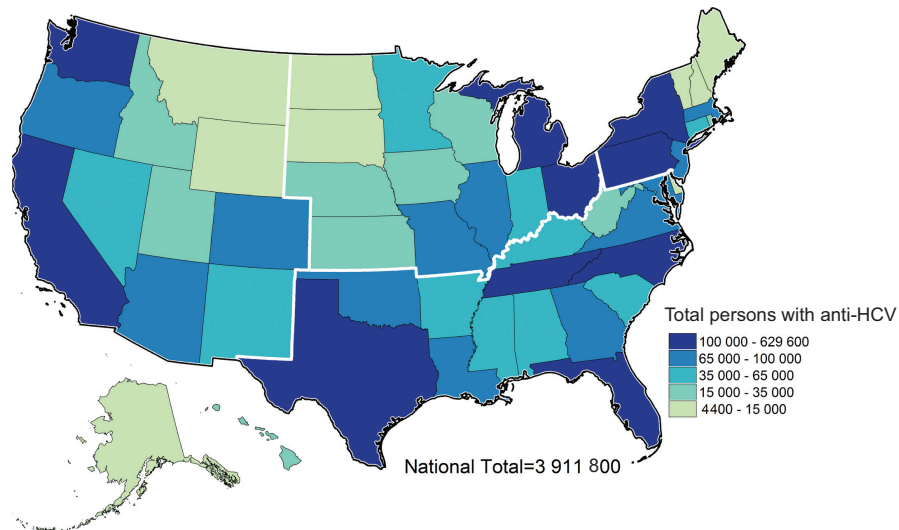 Total persons with anti-HCV
100 000 - 629 600
65 000 - 100 000
35 000 - 65 000
15 000 - 35 000
4400 - 15 000
National Total=3 911 800